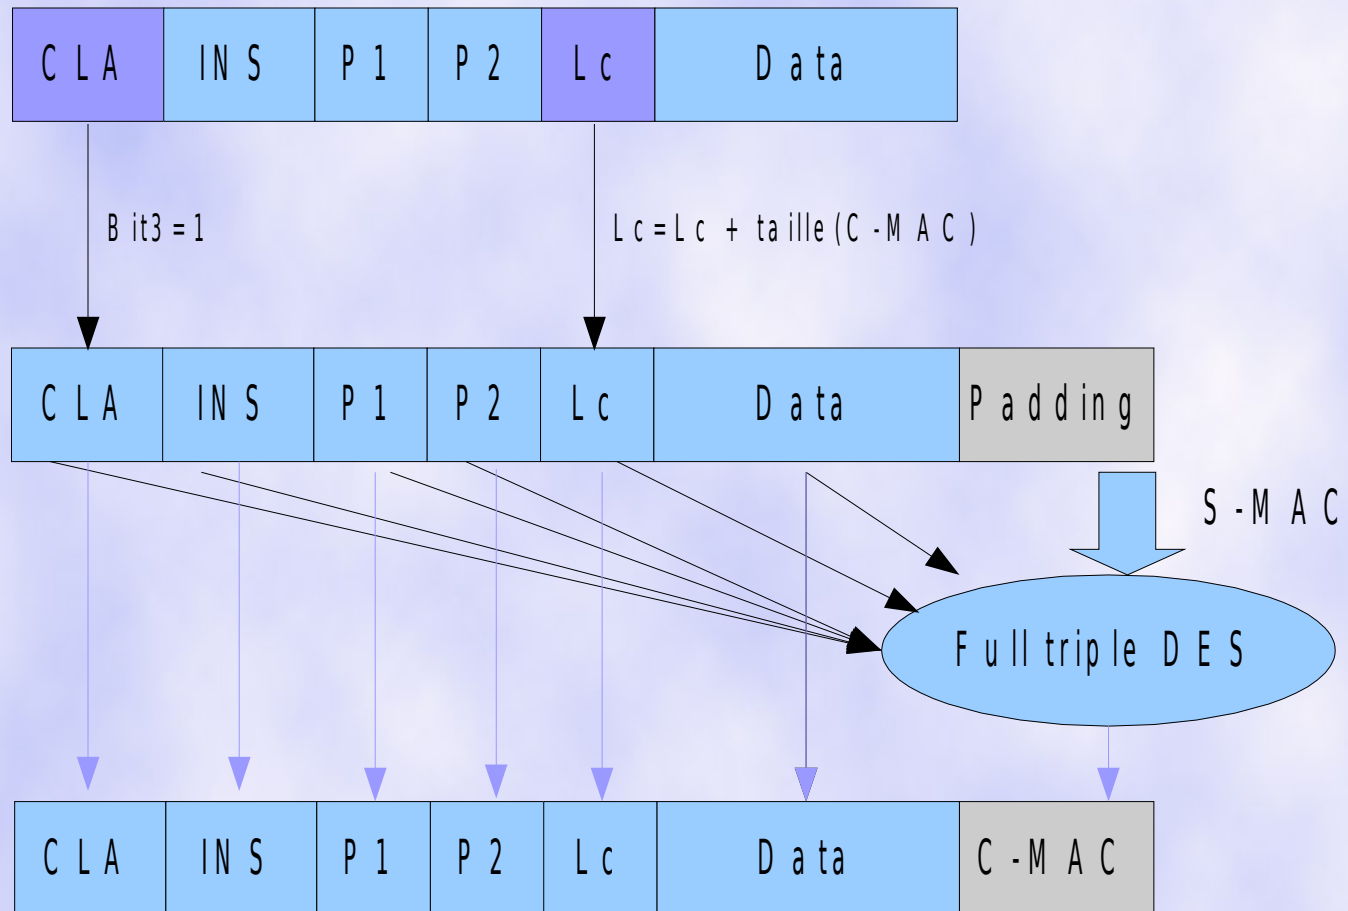 CLA INS P1 P2 Lc Data
Bit3=1
Lc=Lc + taille(C-MAC)
CLA INS P1 P2 Lc Data Padding
S-MAC
Full triple DES
CLA INS P1 P2 Lc Data C-MAC